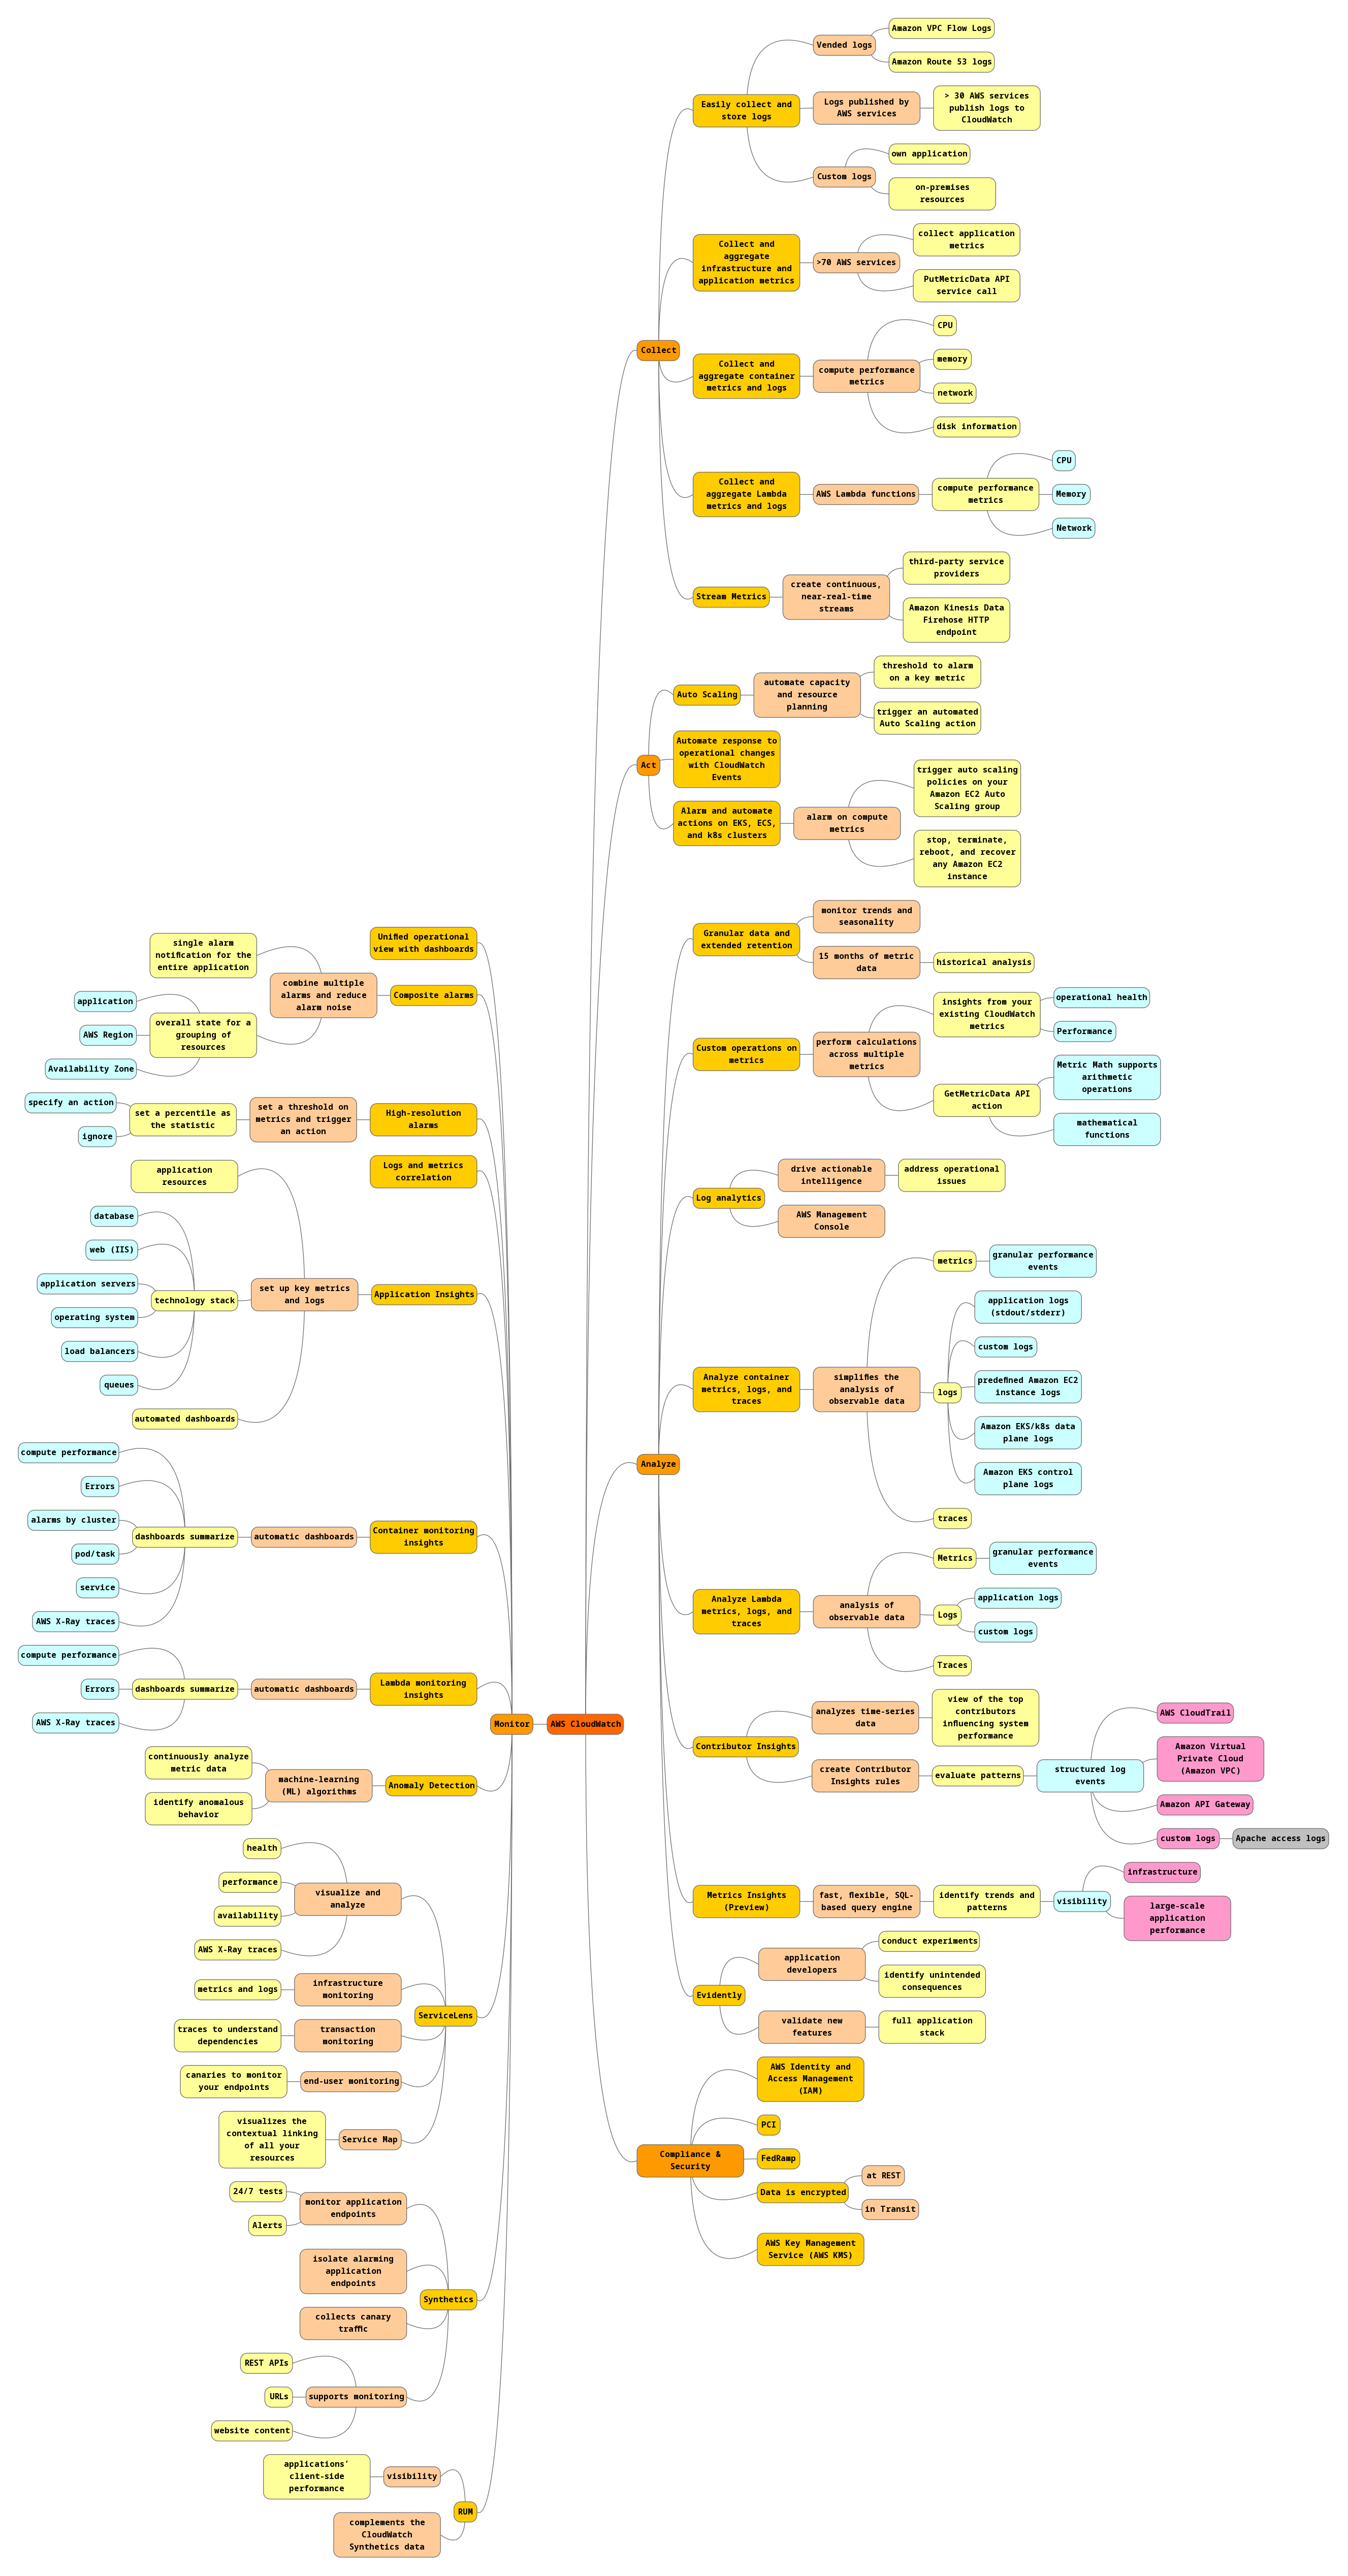 AWS CloudWatch
Collect
Easily collect and
store logs
Vended logs
Amazon VPC Flow Logs
Amazon Route 53 logs
Logs published by
AWS services
> 30 AWS services
publish logs to
CloudWatch
Custom logs
own application
on-premises
resources
Collect and
aggregate
infrastructure and
application metrics
>70 AWS services
collect application
metrics
PutMetricData API
service call
Collect and
aggregate container
metrics and logs
compute performance
metrics
CPU
memory
network
disk information
Collect and
aggregate Lambda
metrics and logs
AWS Lambda functions
compute performance
metrics
CPU
Memory
Network
Stream Metrics
create continuous,
near-real-time
streams
third-party service
providers
Amazon Kinesis Data
Firehose HTTP
endpoint
Act
Auto Scaling
automate capacity
and resource
planning
threshold to alarm
on a key metric
trigger an automated
Auto Scaling action
Automate response to
operational changes
with CloudWatch
Events
Alarm and automate
actions on EKS, ECS,
and k8s clusters
alarm on compute
metrics
trigger auto scaling
policies on your
Amazon EC2 Auto
Scaling group
stop, terminate,
reboot, and recover
any Amazon EC2
instance
Analyze
Granular data and
extended retention
monitor trends and
seasonality
15 months of metric
data
historical analysis
Custom operations on
metrics
perform calculations
across multiple
metrics
insights from your
existing CloudWatch
metrics
operational health
Performance
GetMetricData API
action
Metric Math supports
arithmetic
operations
mathematical
functions
Log analytics
drive actionable
intelligence
address operational
issues
AWS Management
Console
Analyze container
metrics, logs, and
traces
simplifies the
analysis of
observable data
metrics
granular performance
events
logs
application logs
(stdout/stderr)
custom logs
predefined Amazon EC2
instance logs
Amazon EKS/k8s data
plane logs
Amazon EKS control
plane logs
traces
Analyze Lambda
metrics, logs, and
traces
analysis of
observable data
Metrics
granular performance
events
Logs
application logs
custom logs
Traces
Contributor Insights
analyzes time-series
data
view of the top
contributors
influencing system
performance
create Contributor
Insights rules
evaluate patterns
structured log
events
AWS CloudTrail
Amazon Virtual
Private Cloud
(Amazon VPC)
Amazon API Gateway
custom logs
Apache access logs
Metrics Insights
(Preview)
fast, flexible, SQL-
based query engine
identify trends and
patterns
visibility
infrastructure
large-scale
application
performance
Evidently
application
developers
conduct experiments
identify unintended
consequences
validate new
features
full application
stack
Compliance &
Security
AWS Identity and
Access Management
(IAM)
PCI
FedRamp
Data is encrypted
at REST
in Transit
AWS Key Management
Service (AWS KMS)
Monitor
Unified operational
view with dashboards
Composite alarms
combine multiple
alarms and reduce
alarm noise
single alarm
notification for the
entire application
overall state for a
grouping of
resources
application
AWS Region
Availability Zone
High-resolution
alarms
set a threshold on
metrics and trigger
an action
set a percentile as
the statistic
specify an action
ignore
Logs and metrics
correlation
Application Insights
set up key metrics
and logs
application
resources
technology stack
database
web (IIS)
application servers
operating system
load balancers
queues
automated dashboards
Container monitoring
insights
automatic dashboards
dashboards summarize
compute performance
Errors
alarms by cluster
pod/task
service
AWS X-Ray traces
Lambda monitoring
insights
automatic dashboards
dashboards summarize
compute performance
Errors
AWS X-Ray traces
Anomaly Detection
machine-learning
(ML) algorithms
continuously analyze
metric data
identify anomalous
behavior
ServiceLens
visualize and
analyze
health
performance
availability
AWS X-Ray traces
infrastructure
monitoring
metrics and logs
transaction
monitoring
traces to understand
dependencies
end-user monitoring
canaries to monitor
your endpoints
Service Map
visualizes the
contextual linking
of all your
resources
Synthetics
monitor application
endpoints
24/7 tests
Alerts
isolate alarming
application
endpoints
collects canary
traffic
supports monitoring
REST APIs
URLs
website content
RUM
visibility
applications’
client-side
performance
complements the
CloudWatch
Synthetics data